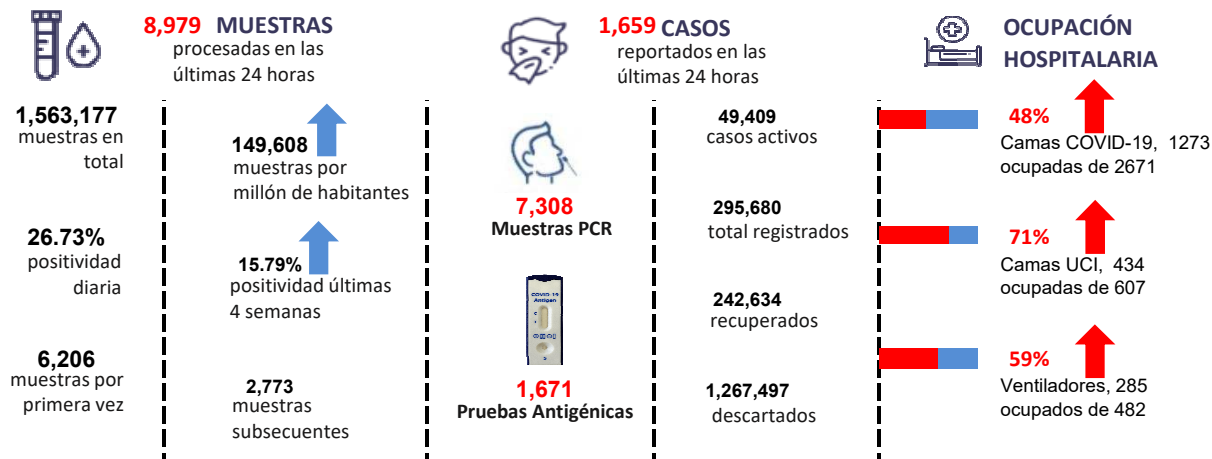 8,979 MUESTRAS
procesadas en las
últimas 24 horas
1,563,177
muestras en
total
149,608
muestras por
millón de habitantes
26.73%
positividad
diaria
15.79%
positividad últimas
4 semanas
6,206
muestras por
primera vez
2,773
muestras
subsecuentes
1,659 CASOS
reportados en las
últimas 24 horas
7,308
Muestras PCR
COVID-19
Antigen
C
T
S
1,671
Pruebas Antigénicas
49,409
casos activos
295,680
total registrados
242,634
recuperados
1,267,497
descartados
OCUPACIÓN
HOSPITALARIA
48%
Camas COVID-19, 1273
ocupadas de 2671
71%
Camas UCI, 434
ocupadas de 607
59%
Ventiladores, 285
ocupados de 482